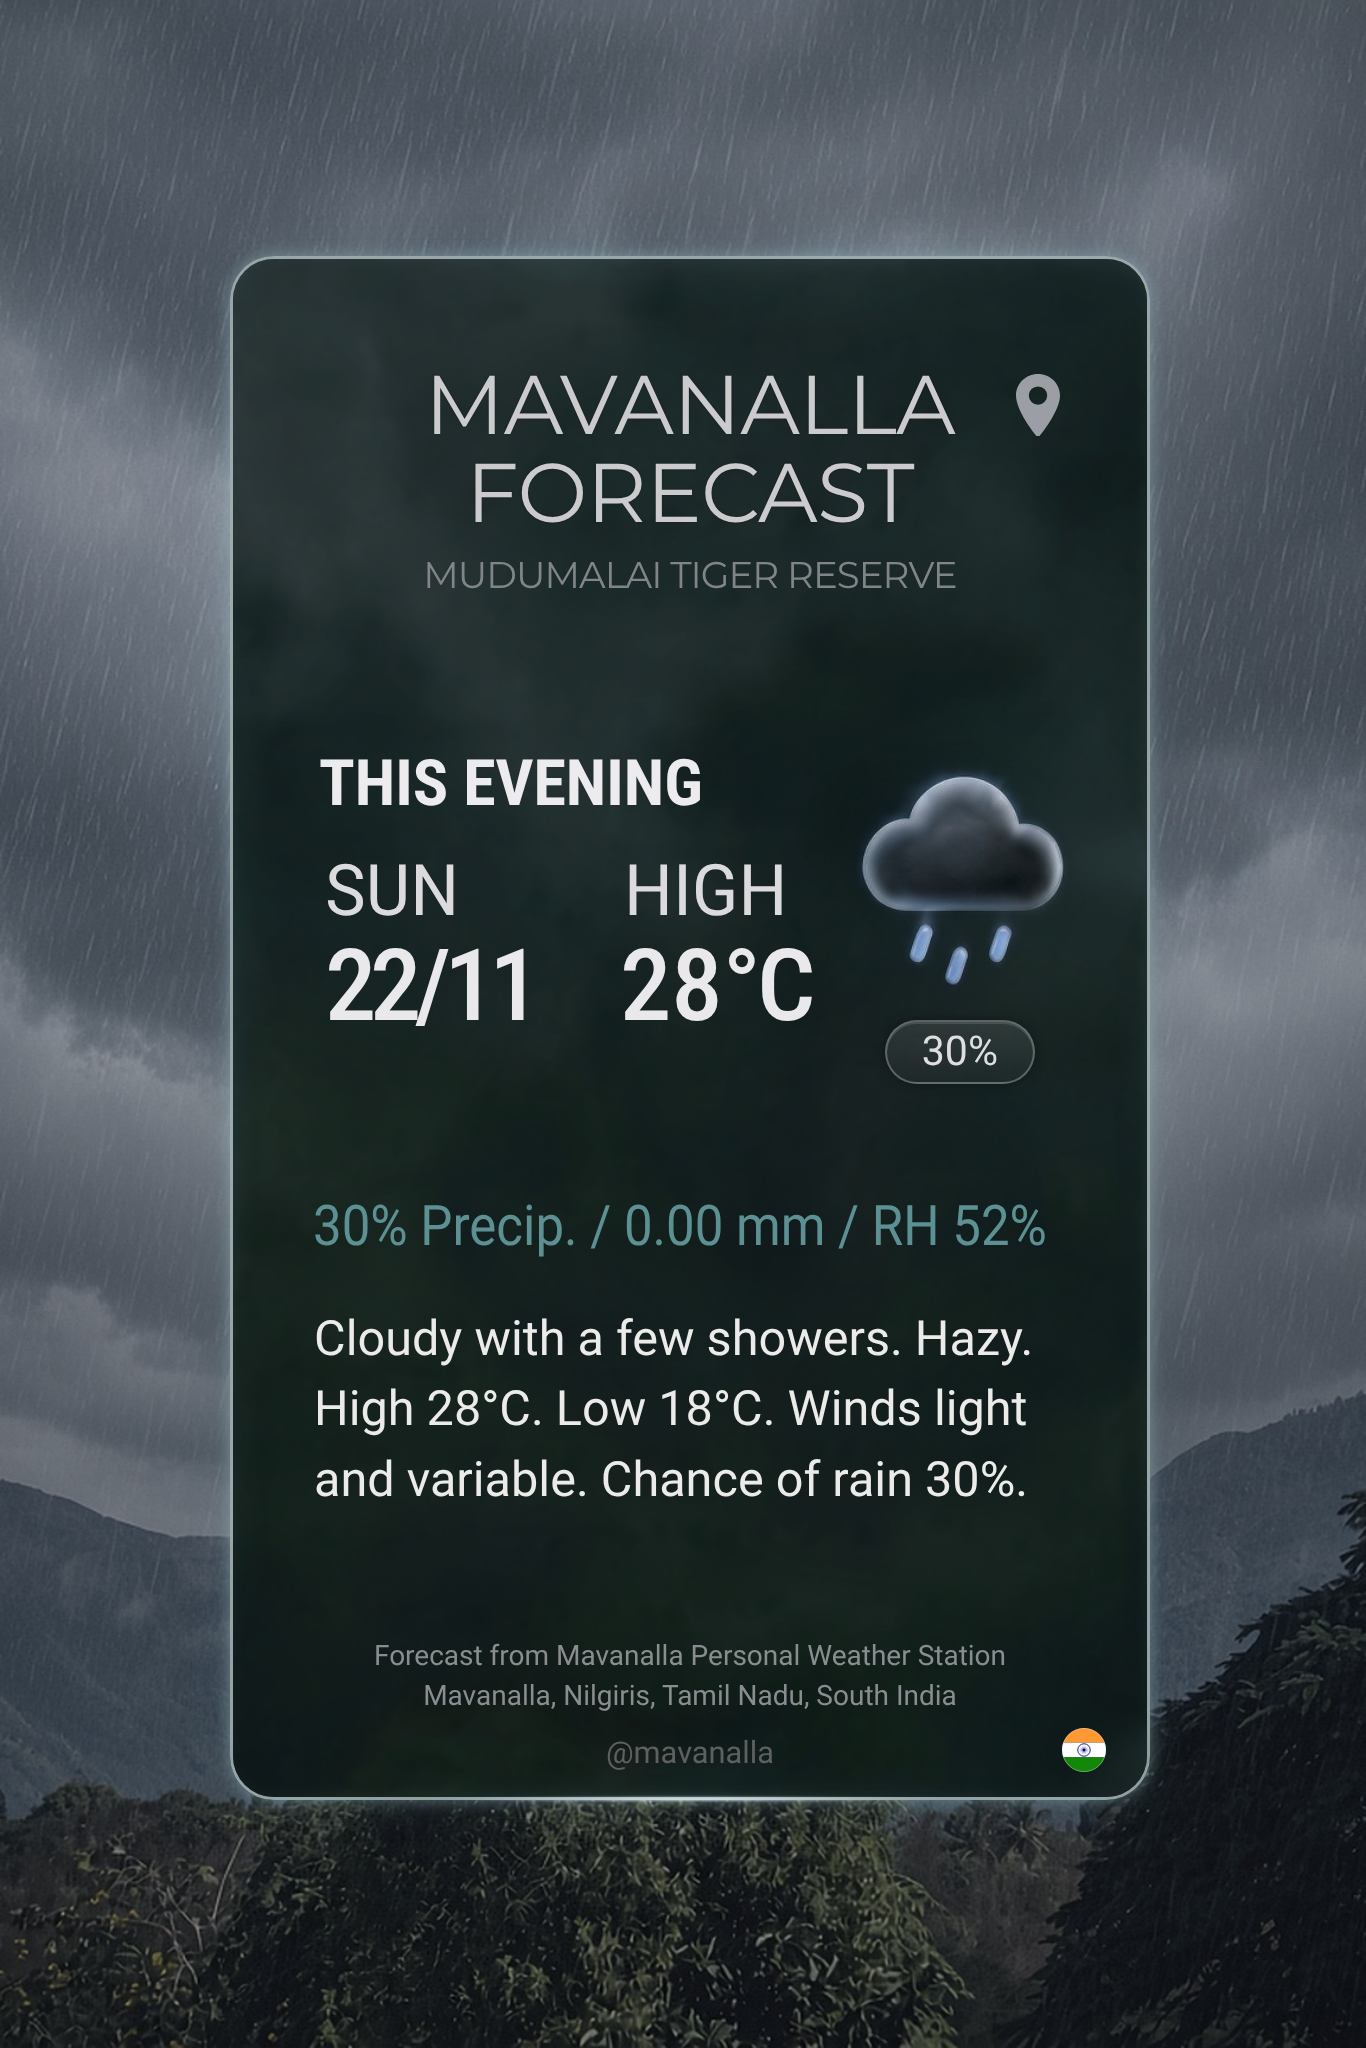 MAVANALLA
FORECAST
MUDUMALAI TIGER RESERVE
THIS EVENING
SUN HIGH
22/11 28°C
30%
30% Precip. / 0.00 mm / RH 52%
Cloudy with a few showers. Hazy.
High 28°C. Low 18°C. Winds light
and variable. Chance of rain 30%.
Forecast from Mavanalla Personal Weather Station
Mavanalla, Nilgiris, Tamil Nadu, South India
@mavanalla